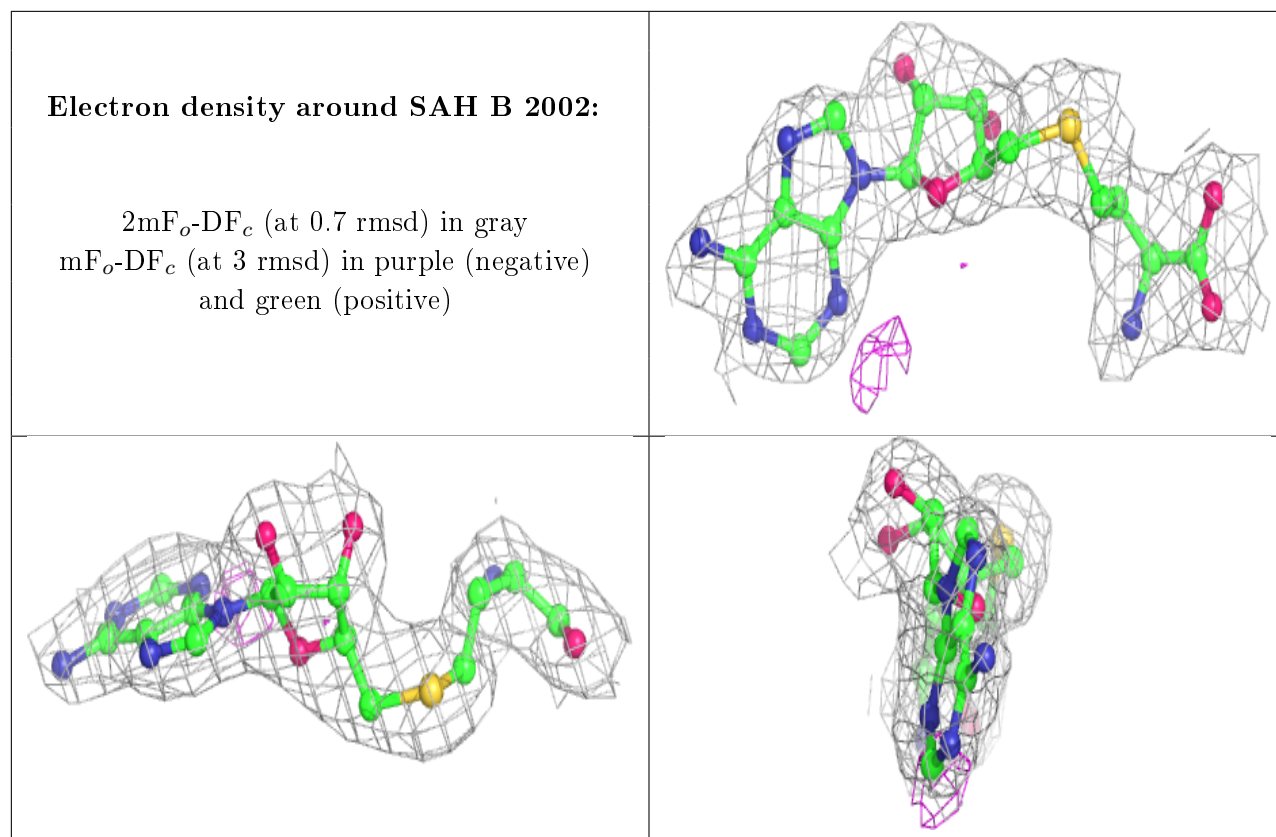 Electron density around SAH B 2002:
2mFₒ-DF𝒸 (at 0.7 rmsd) in gray
mFₒ-DF𝒸 (at 3 rmsd) in purple (negative)
and green (positive)